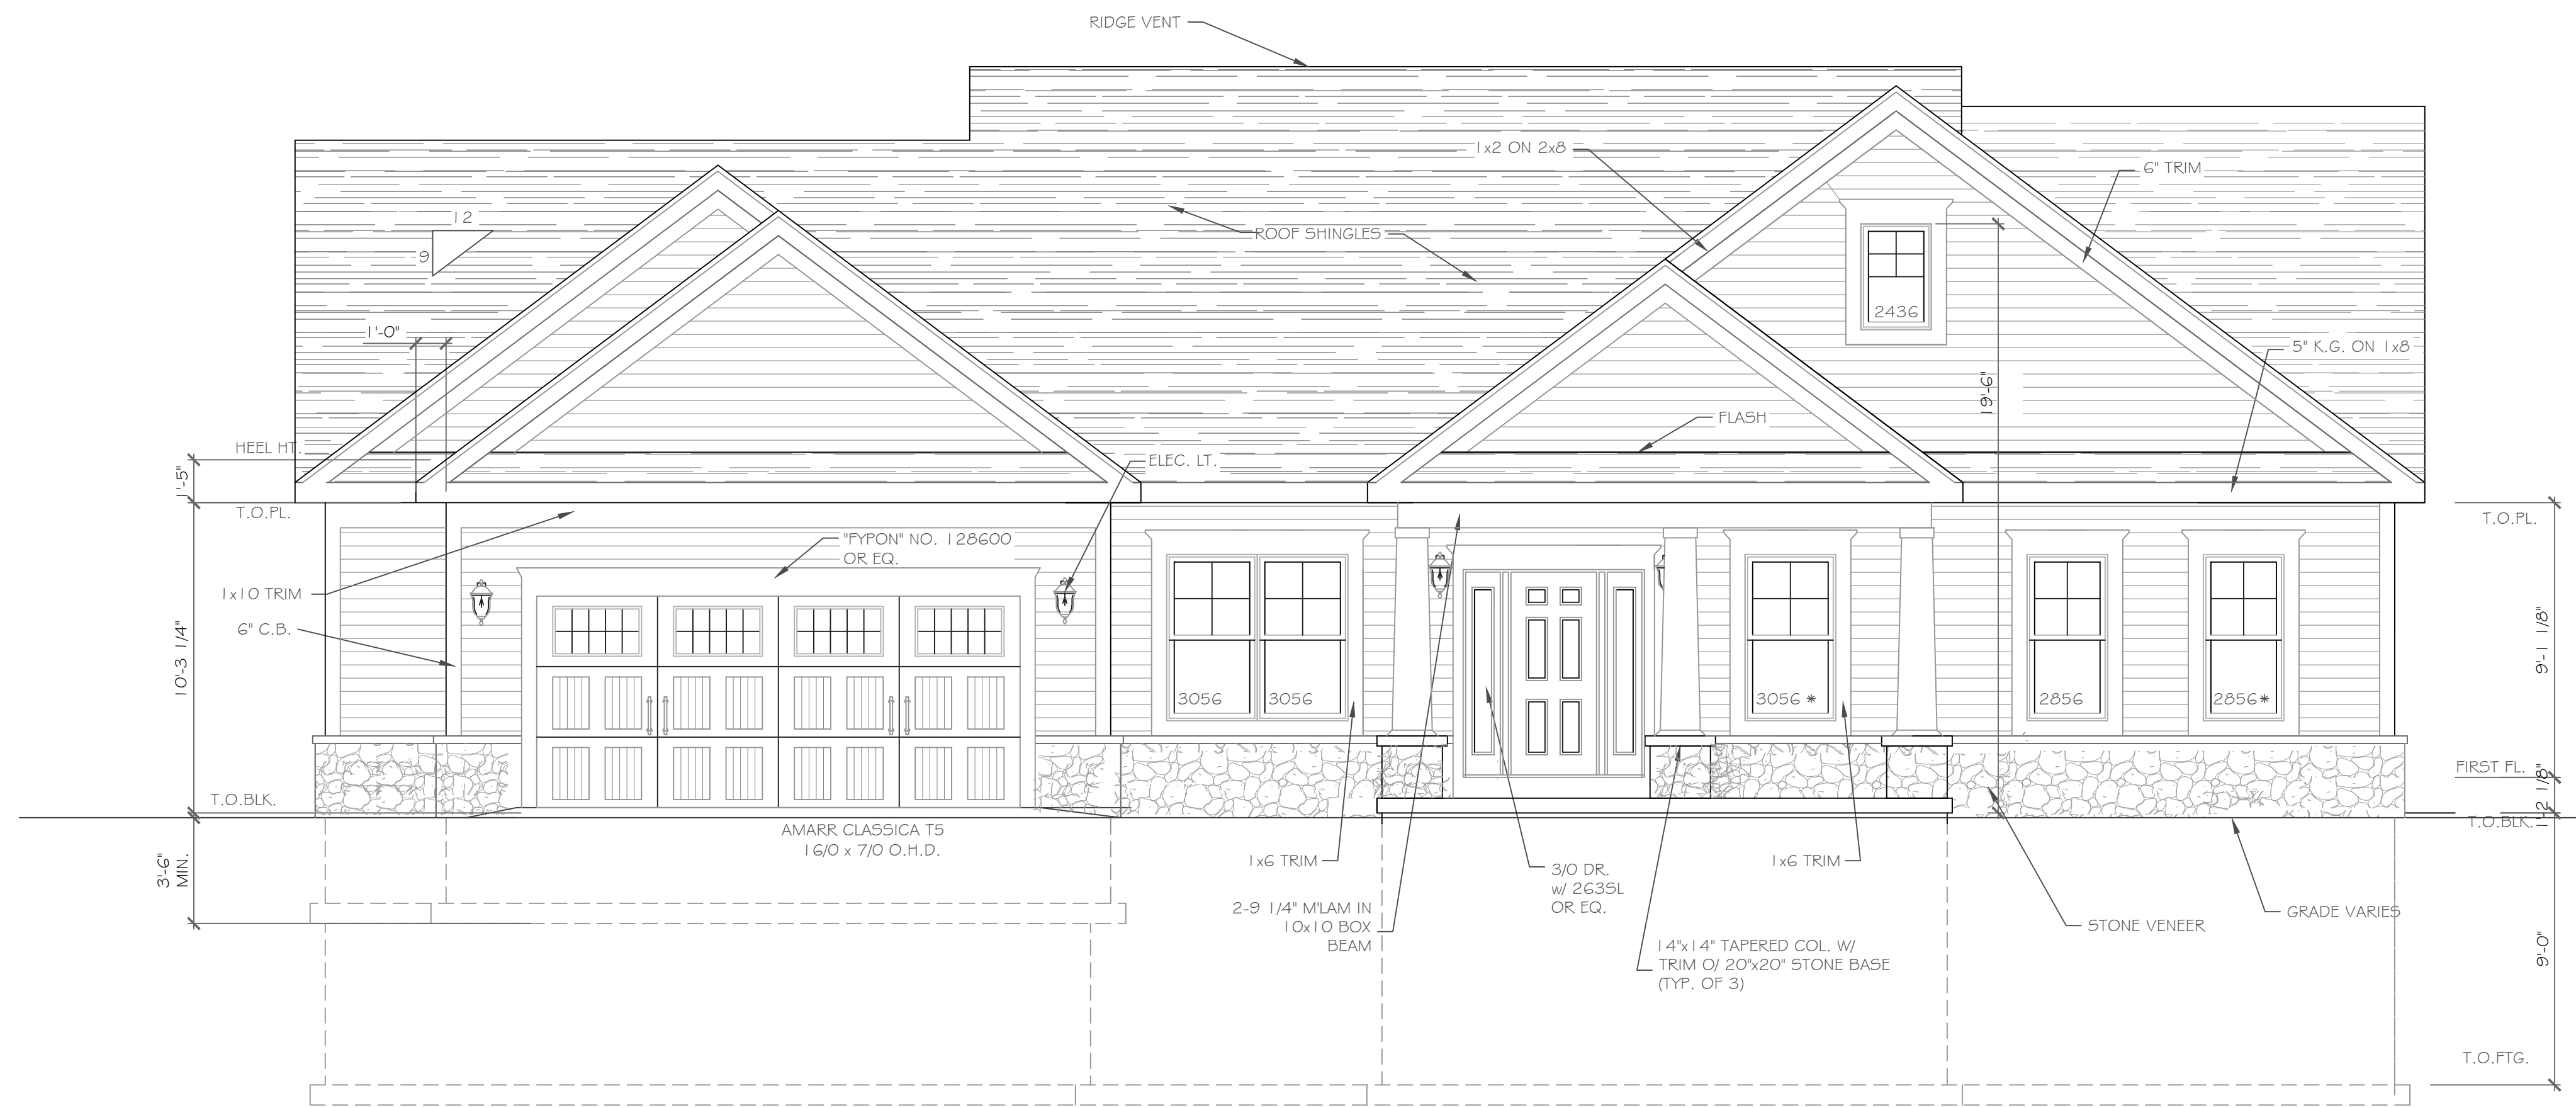 RIDGE VENT
1x2 ON 2x8
6" TRIM
12
9
ROOF SHINGLES
2436
1'-0"
5" K.G. ON 1x8
19'-6"
FLASH
HEEL HT.
ELEC. LT.
1'-5"
T.O.PL.
T.O.PL.
"FYPON" NO. 128600
OR EQ.
1x10 TRIM
6" C.B.
10'-3 1/4"
9'-1 1/8"
3056
3056
3056 *
2856
2856*
FIRST FL.
1'-2 1/8"
T.O.BLK.
T.O.BLK.
AMARR CLASSICA T5
16/0 x 7/0 O.H.D.
3'-6"
MIN.
1x6 TRIM
3/0 DR.
w/ 263SL
OR EQ.
1x6 TRIM
2-9 1/4" M'LAM IN
10x10 BOX
BEAM
14"x14" TAPERED COL. W/
TRIM O/ 20"x20" STONE BASE
(TYP. OF 3)
STONE VENEER
GRADE VARIES
9'-0"
T.O.FTG.